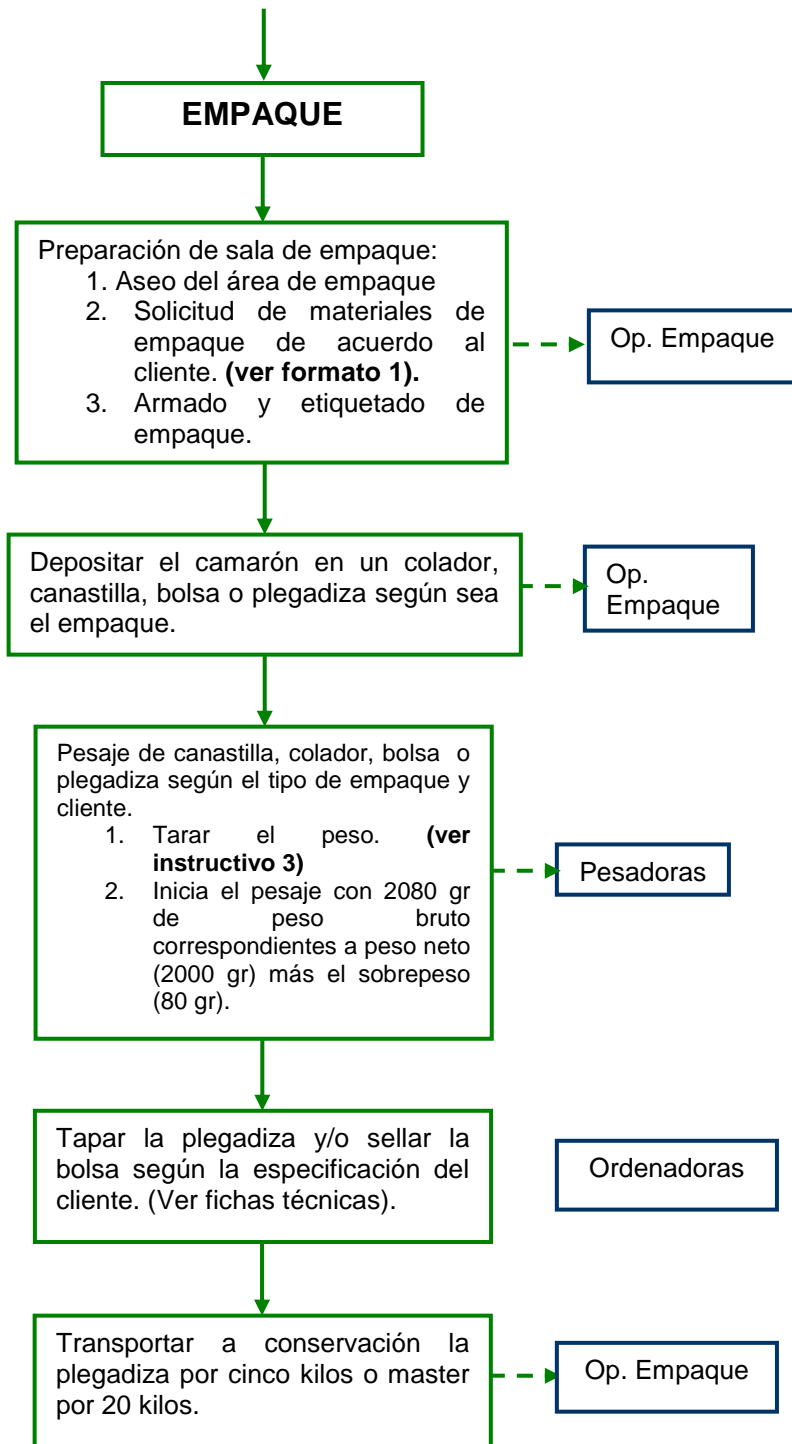 EMPAQUE
Preparación de sala de empaque:
1. Aseo del área de empaque
2. Solicitud de materiales de
empaque de acuerdo al
cliente. (ver formato 1).
3. Armado y etiquetado de
empaque.
Op. Empaque
Depositar el camarón en un colador,
canastilla, bolsa o plegadiza según sea
el empaque.
Op.
Empaque
Pesaje de canastilla, colador, bolsa o
plegadiza según el tipo de empaque y
cliente.
1. Tarar el peso. (ver
instructivo 3)
2. Inicia el pesaje con 2080 gr
de peso bruto
correspondientes a peso neto
(2000 gr) más el sobrepeso
(80 gr).
Pesadoras
Tapar la plegadiza y/o sellar la
bolsa según la especificación del
cliente. (Ver fichas técnicas).
Ordenadoras
Transportar a conservación la
plegadiza por cinco kilos o master
por 20 kilos.
Op. Empaque